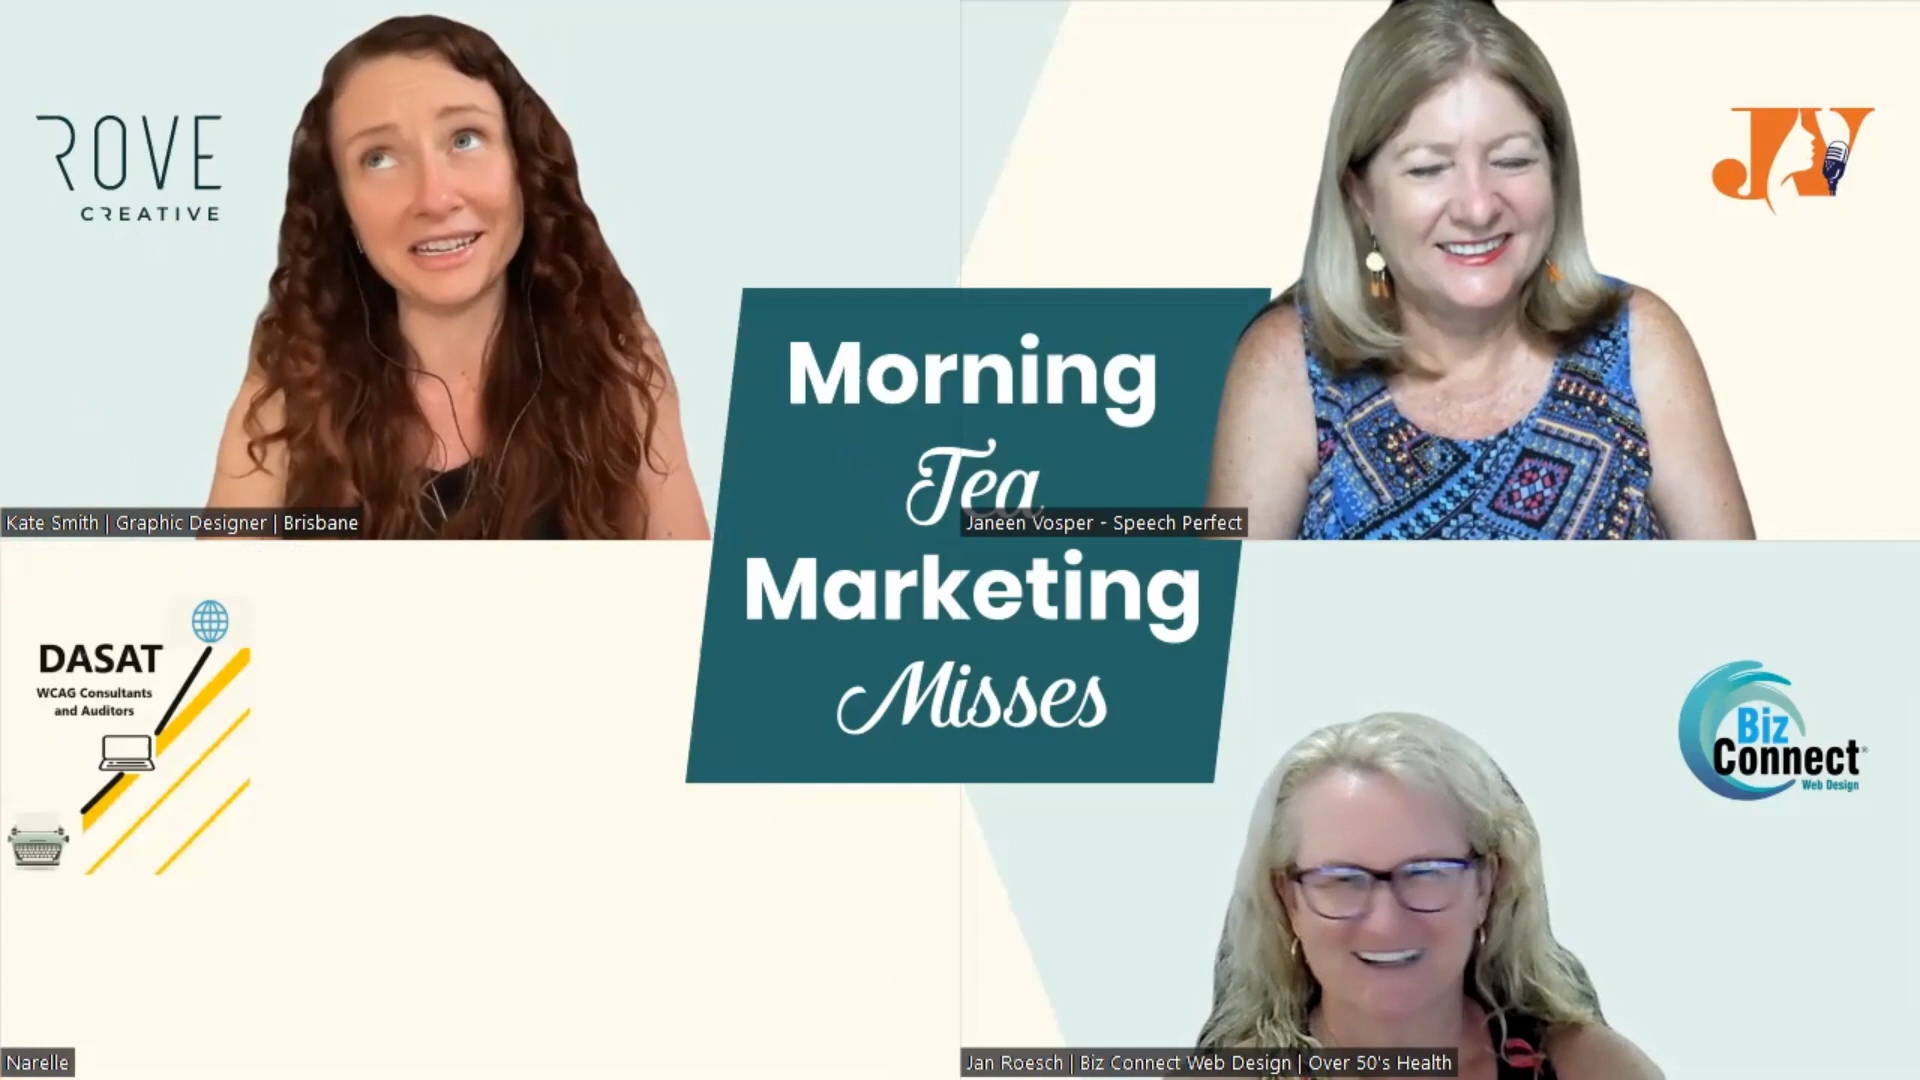 ROVE
CREATIVE
JV
Kate Smith | Graphic Designer | Brisbane
Morning
Tea
Janeen Vosper - Speech Perfect
Marketing
Misses
DASAT
WCAG Consultants
and Auditors
Biz
Connect®
Web Design
Narelle
Jan Roesch | Biz Connect Web Design | Over 50's Health